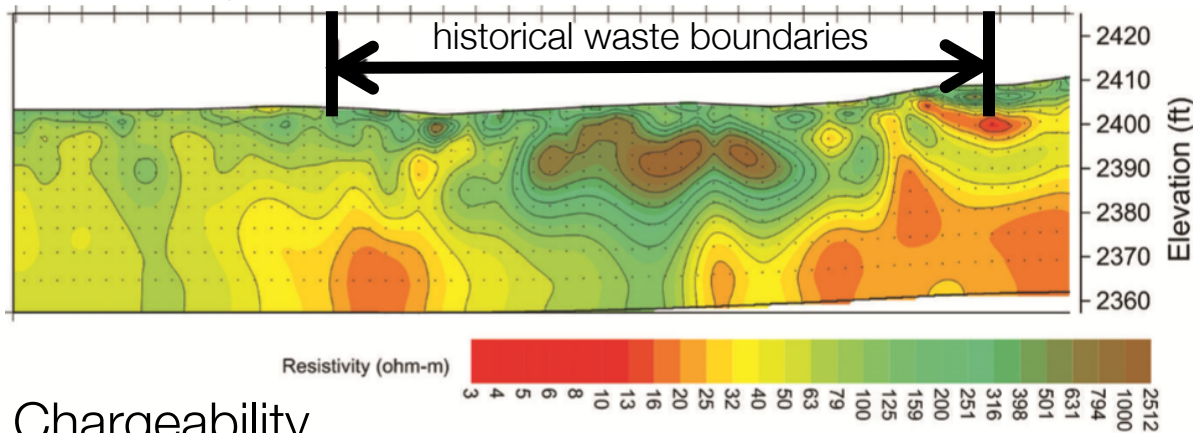 historical waste boundaries
2420
2410
2400
2390
2380
2370
2360
Elevation (ft)
Resistivity (ohm-m)
3 4 5 6 8 10 13 16 20 25 32 40 50 63 79 100 125 159 200 251 316 398 501 631 794 1000 2512
Chargeability